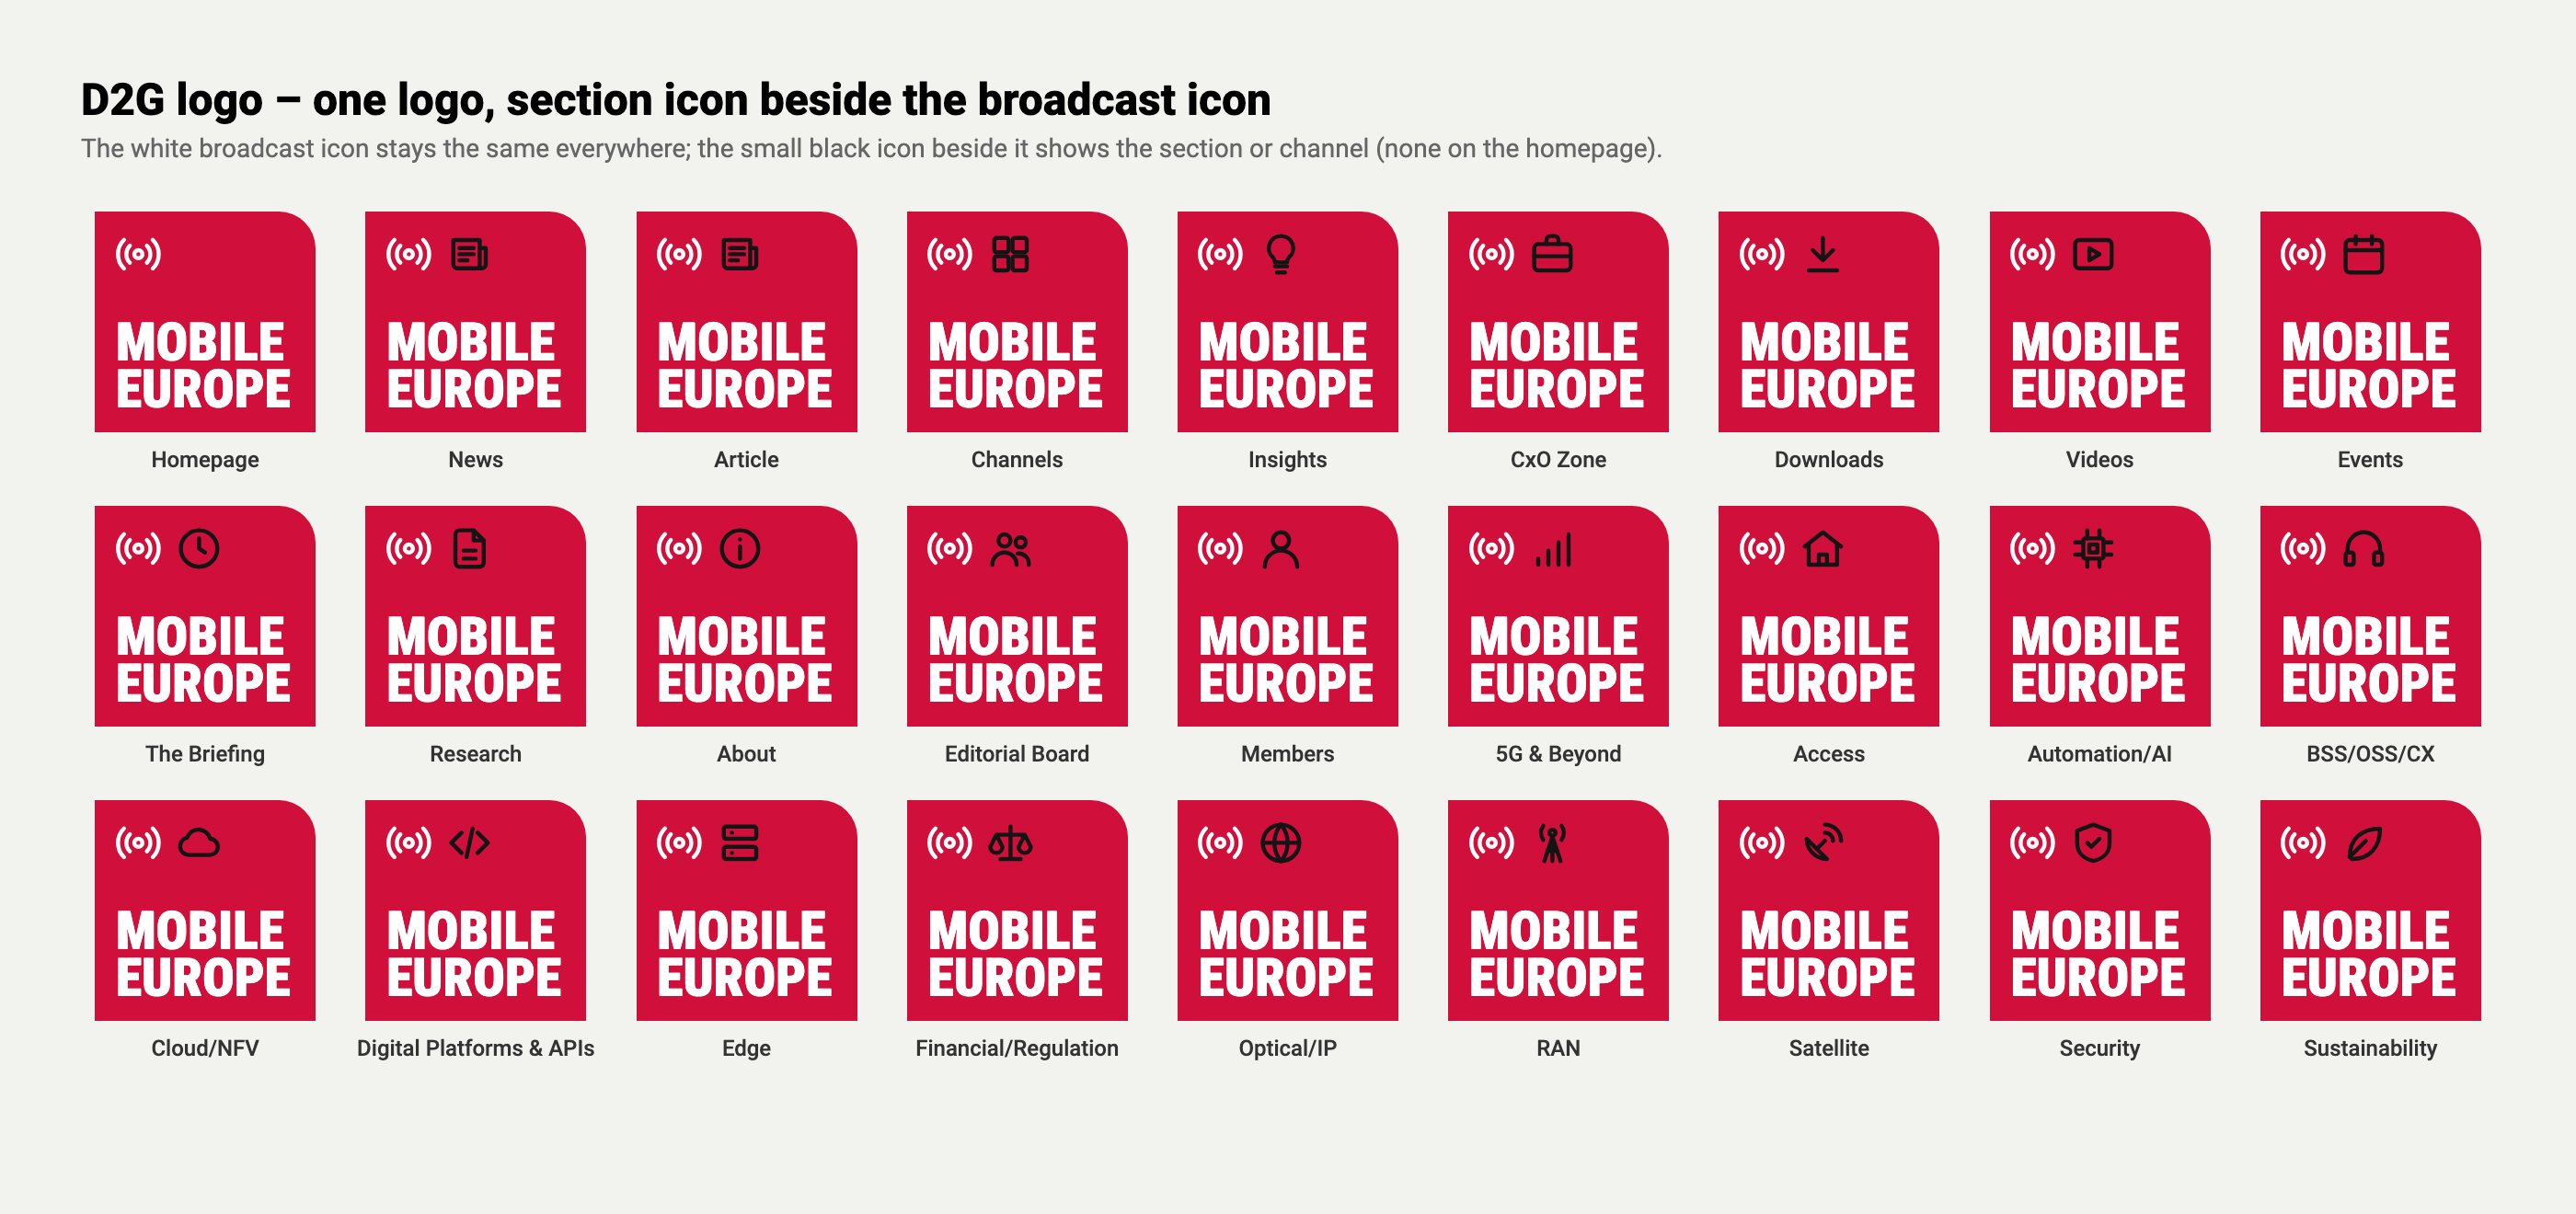 D2G logo – one logo, section icon beside the broadcast icon
The white broadcast icon stays the same everywhere; the small black icon beside it shows the section or channel (none on the homepage).
MOBILE
EUROPE
Homepage
MOBILE
EUROPE
News
MOBILE
EUROPE
Article
MOBILE
EUROPE
Channels
MOBILE
EUROPE
Insights
MOBILE
EUROPE
CxO Zone
MOBILE
EUROPE
Downloads
MOBILE
EUROPE
Videos
MOBILE
EUROPE
Events
MOBILE
EUROPE
The Briefing
MOBILE
EUROPE
Research
MOBILE
EUROPE
About
MOBILE
EUROPE
Editorial Board
MOBILE
EUROPE
Members
MOBILE
EUROPE
5G & Beyond
MOBILE
EUROPE
Access
MOBILE
EUROPE
Automation/AI
MOBILE
EUROPE
BSS/OSS/CX
MOBILE
EUROPE
Cloud/NFV
MOBILE
EUROPE
Digital Platforms & APIs
MOBILE
EUROPE
Edge
MOBILE
EUROPE
Financial/Regulation
MOBILE
EUROPE
Optical/IP
MOBILE
EUROPE
RAN
MOBILE
EUROPE
Satellite
MOBILE
EUROPE
Security
MOBILE
EUROPE
Sustainability